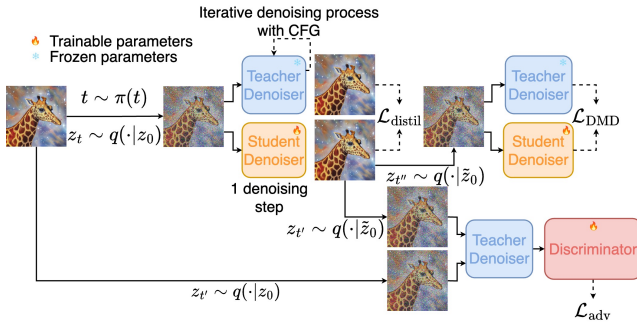 Iterative denoising process
with CFG
Trainable parameters
Frozen parameters
t ∼ π(t)
z_t ∼ q(·|z_0)
Teacher
Denoiser
Student
Denoiser
1 denoising
step
ℒ_distil
z_{t''} ∼ q(·|z̃_0)
Teacher
Denoiser
Student
Denoiser
ℒ_DMD
z_{t'} ∼ q(·|z̃_0)
z_{t'} ∼ q(·|z_0)
Teacher
Denoiser
Discriminator
ℒ_adv